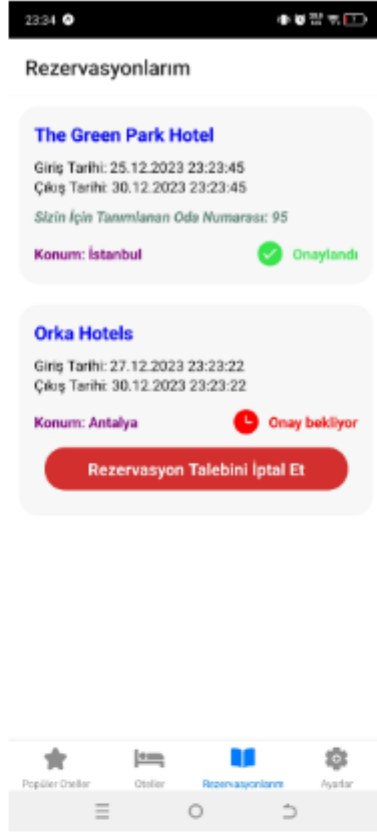 23:34
Rezervasyonlarım
The Green Park Hotel
Giriş Tarihi: 25.12.2023 23:23:45
Çıkış Tarihi: 30.12.2023 23:23:45
Sizin İçin Tanımlanan Oda Numarası: 95
Konum: İstanbul
Onaylandı
Orka Hotels
Giriş Tarihi: 27.12.2023 23:23:22
Çıkış Tarihi: 30.12.2023 23:23:22
Konum: Antalya
Onay bekliyor
Rezervasyon Talebini İptal Et
Popüler Oteller
Oteller
Rezervasyonlarım
Ayarlar